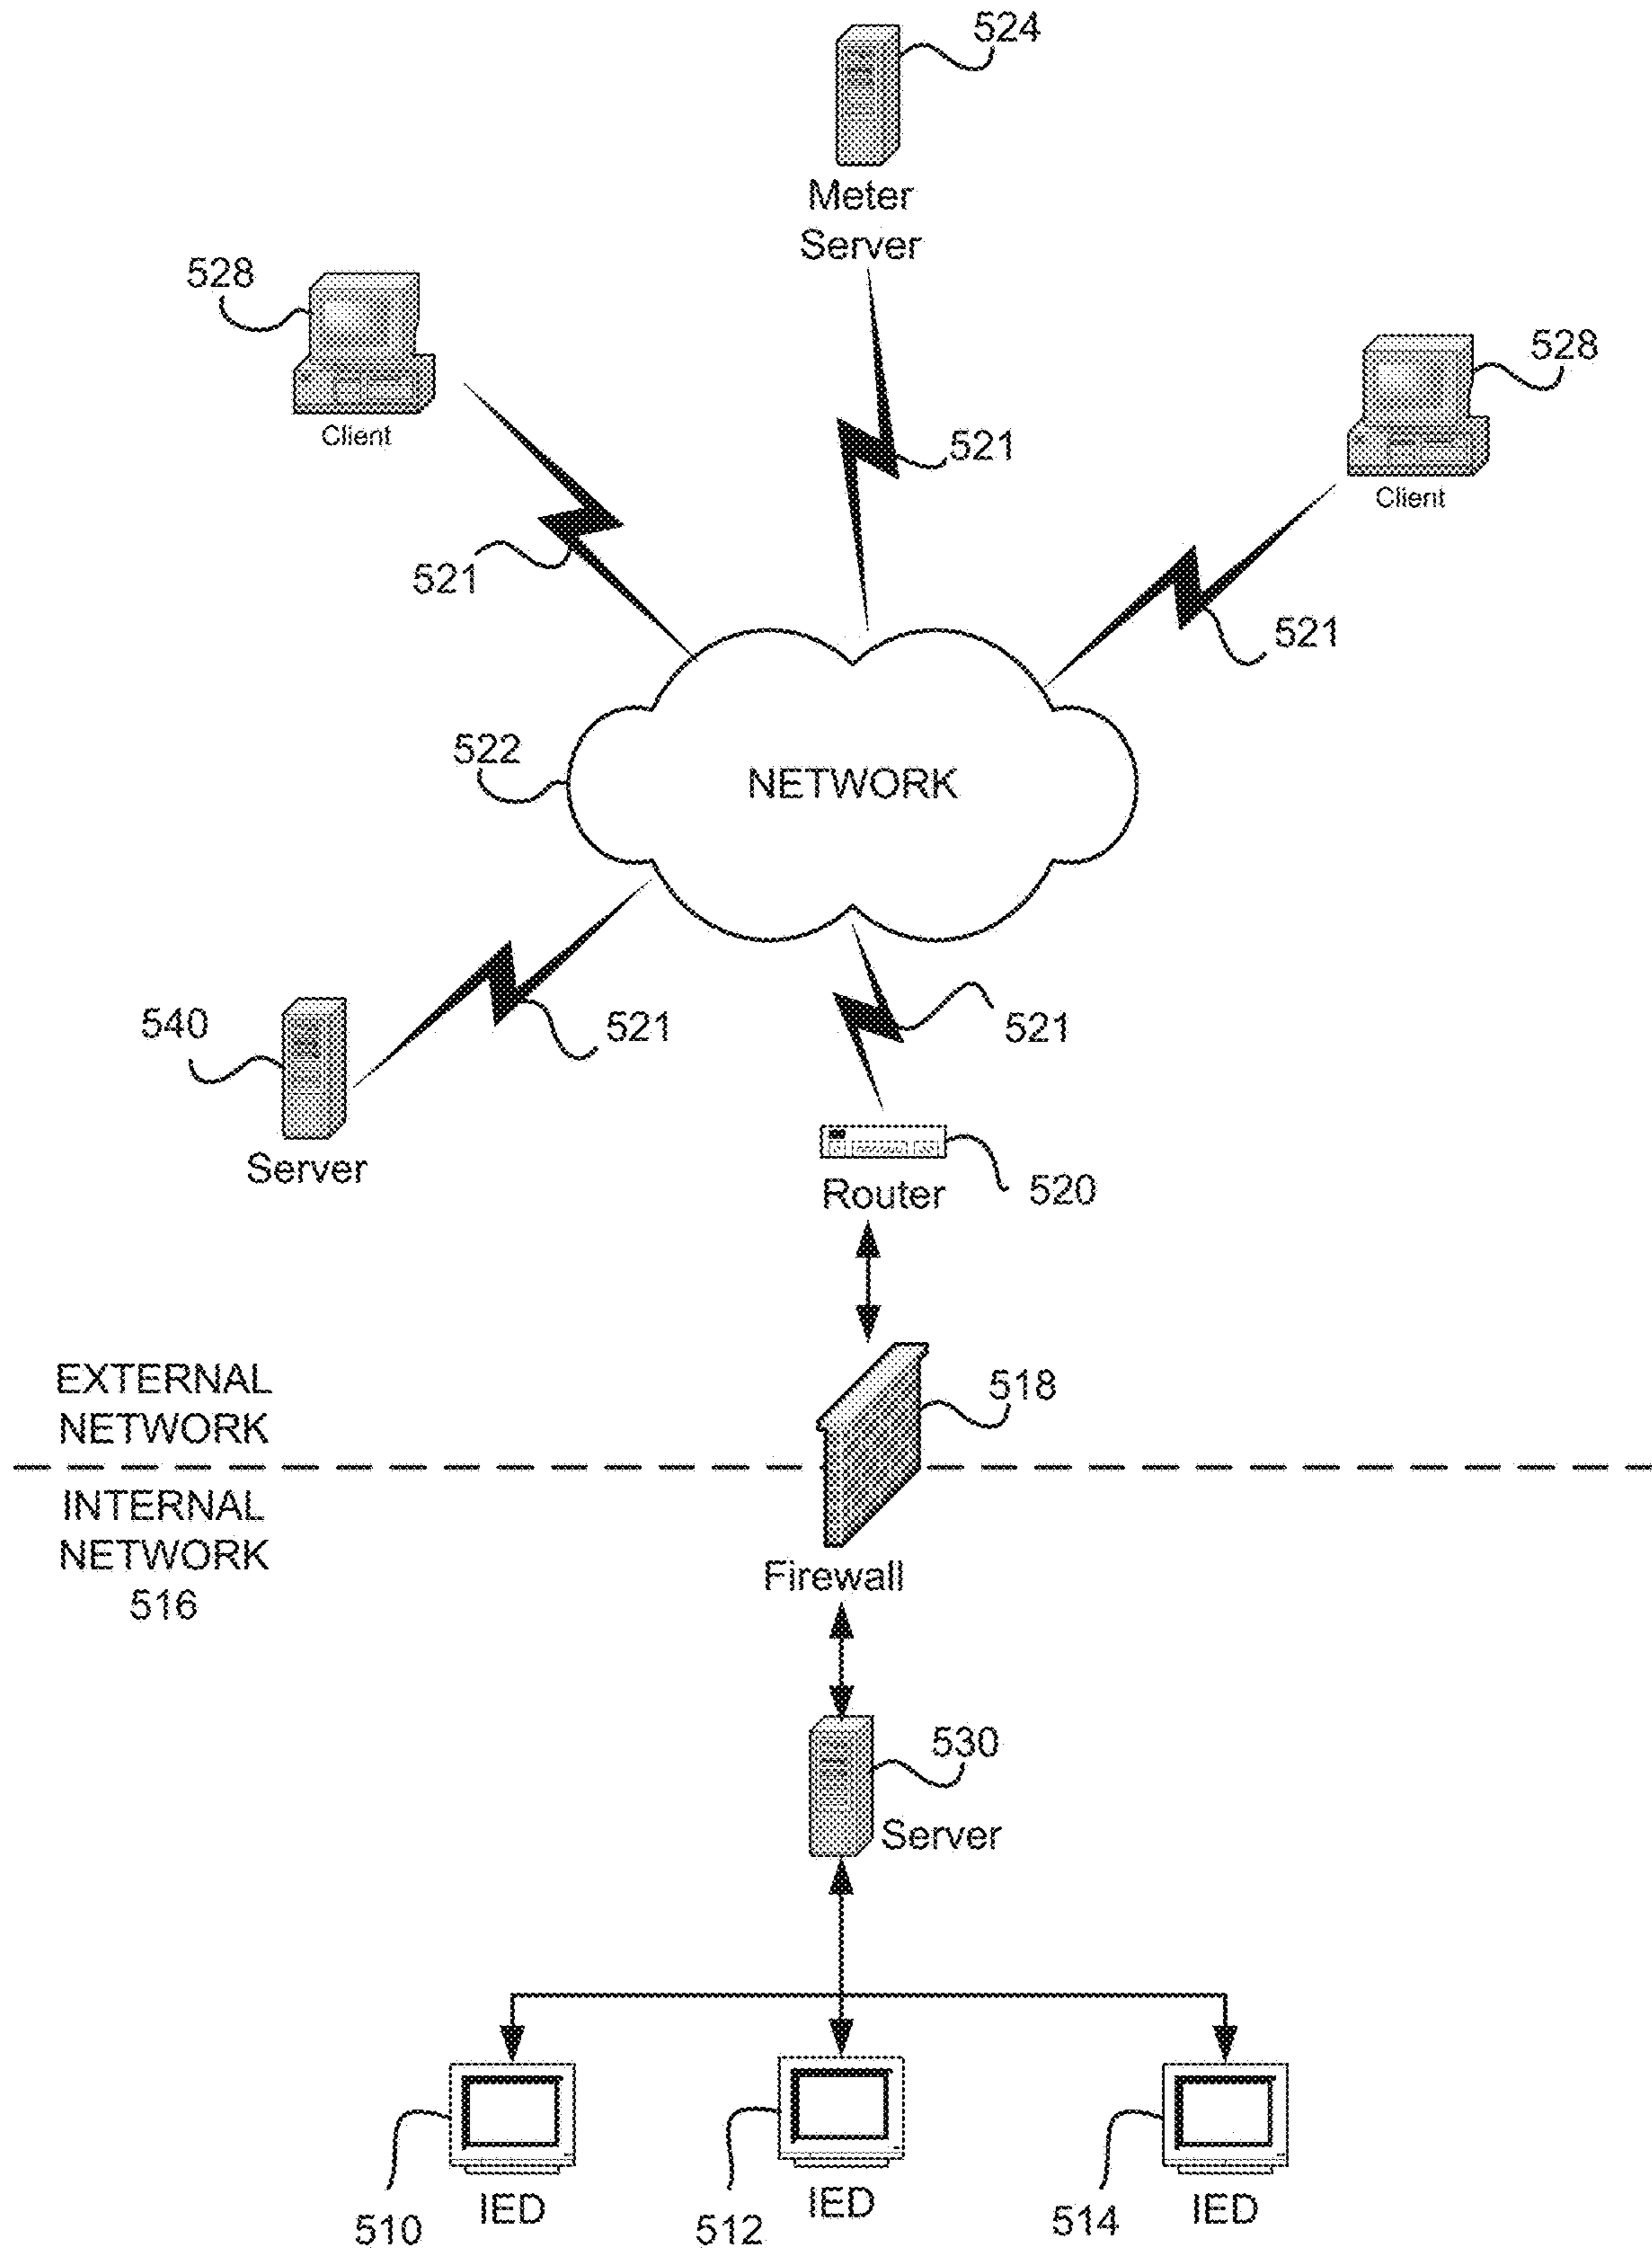 524
Meter
Server
528
Client
528
Client
521
521
521
522
NETWORK
540
Server
521
521
Router
520
EXTERNAL
NETWORK
518
INTERNAL
NETWORK
516
Firewall
530
Server
510
IED
512
IED
514
IED